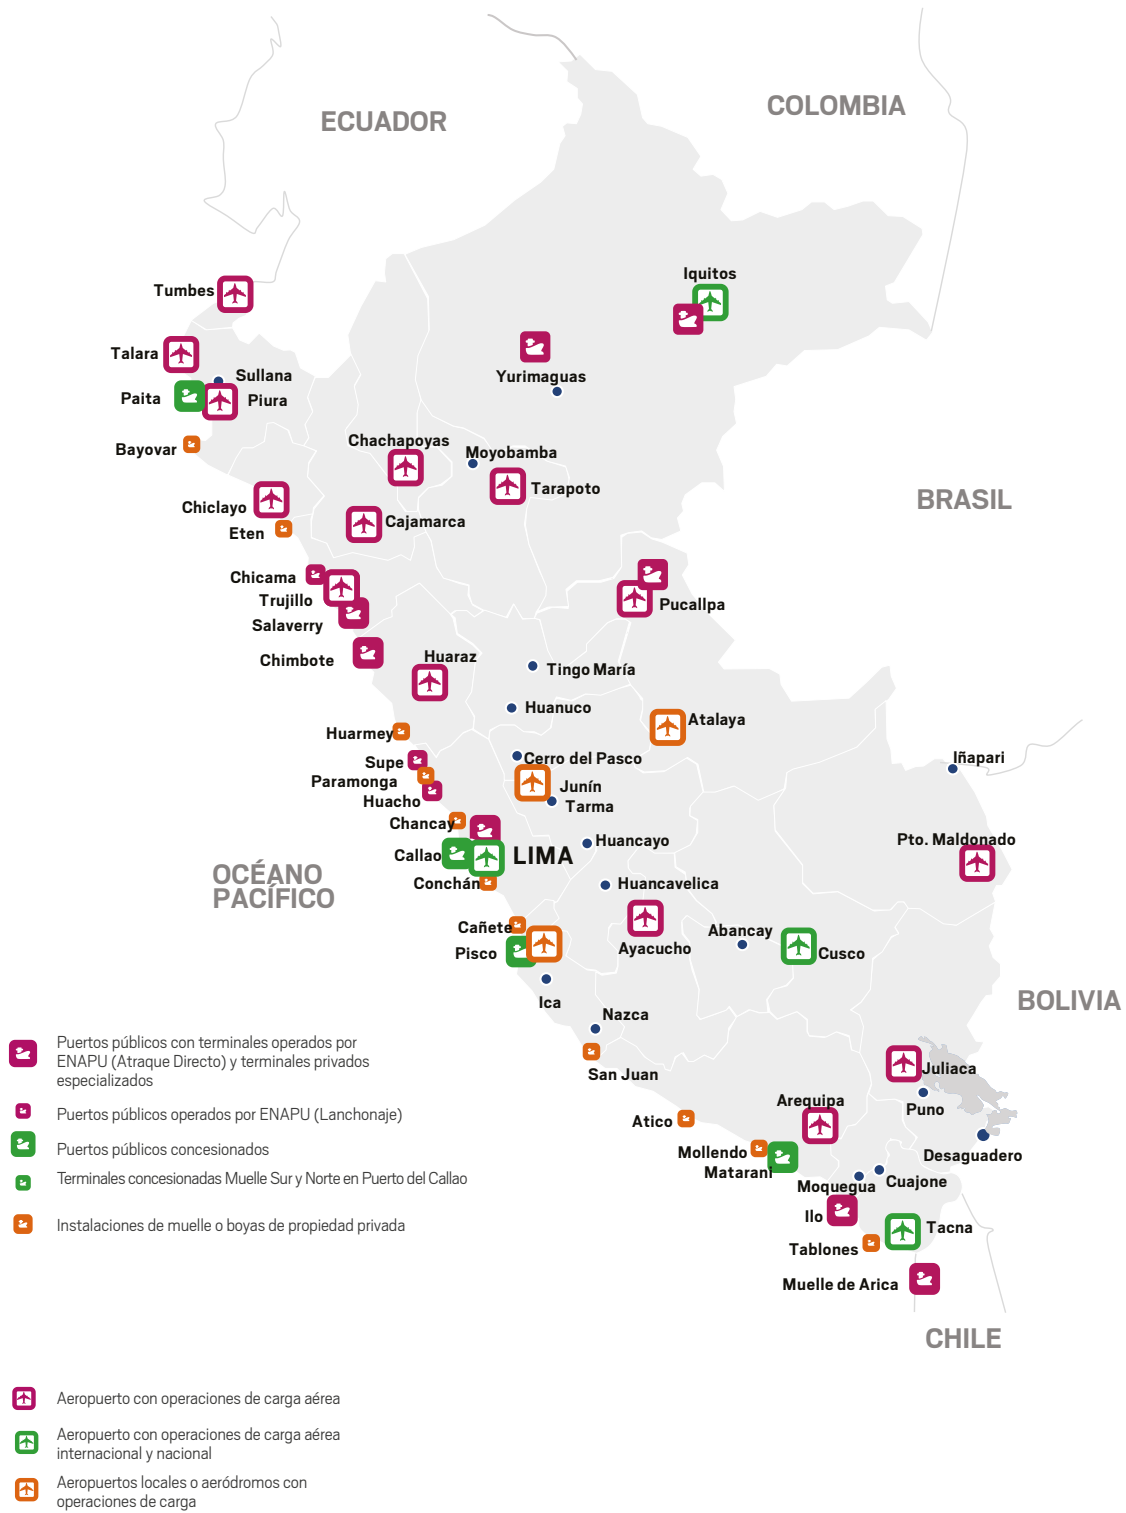 ECUADOR
COLOMBIA
Iquitos
Tumbes
Talara
Sullana
Yurimaguas
Paita
Piura
Chachapoyas
Bayovar
Moyobamba
Tarapoto
BRASIL
Chiclayo
Cajamarca
Eten
Chicama
Trujillo
Pucallpa
Salaverry
Huaraz
Chimbote
Tingo María
Huanuco
Atalaya
Huarmey
Cerro del Pasco
Iñapari
Supe
Paramonga
Junín
Huacho
Tarma
Chancay
Huancayo
Pto. Maldonado
Callao
LIMA
OCÉANO
PACÍFICO
Conchán
Huancavelica
Cañete
Abancay
Ayacucho
Pisco
Cusco
Ica
BOLIVIA
Nazca
San Juan
Juliaca
Arequipa
Puno
Atico
Mollendo
Desaguadero
Matarani
Moquegua
Cuajone
Ilo
Tacna
Tablones
Muelle de Arica
CHILE
Puertos públicos con terminales operados por
ENAPU (Atraque Directo) y terminales privados
especializados
Puertos públicos operados por ENAPU (Lanchonaje)
Puertos públicos concesionados
Terminales concesionadas Muelle Sur y Norte en Puerto del Callao
Instalaciones de muelle o boyas de propiedad privada
Aeropuerto con operaciones de carga aérea
Aeropuerto con operaciones de carga aérea
internacional y nacional
Aeropuertos locales o aeródromos con
operaciones de carga